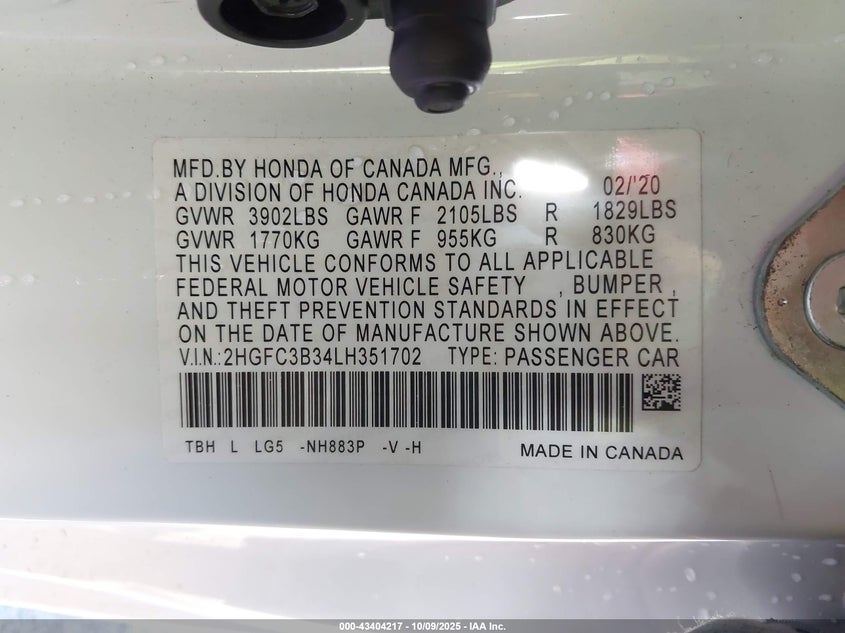 MFD.BY HONDA OF CANADA MFG.,
A DIVISION OF HONDA CANADA INC. 02/'20
GVWR 3902LBS GAWR F 2105LBS R 1829LBS
GVWR 1770KG GAWR F 955KG R 830KG
THIS VEHICLE CONFORMS TO ALL APPLICABLE
FEDERAL MOTOR VEHICLE SAFETY , BUMPER ,
AND THEFT PREVENTION STANDARDS IN EFFECT
ON THE DATE OF MANUFACTURE SHOWN ABOVE.
V.I.N.:2HGFC3B34LH351702 TYPE: PASSENGER CAR
TBH L LG5 -NH883P -V -H MADE IN CANADA
000-43404217 - 10/09/2025 - IAA Inc.